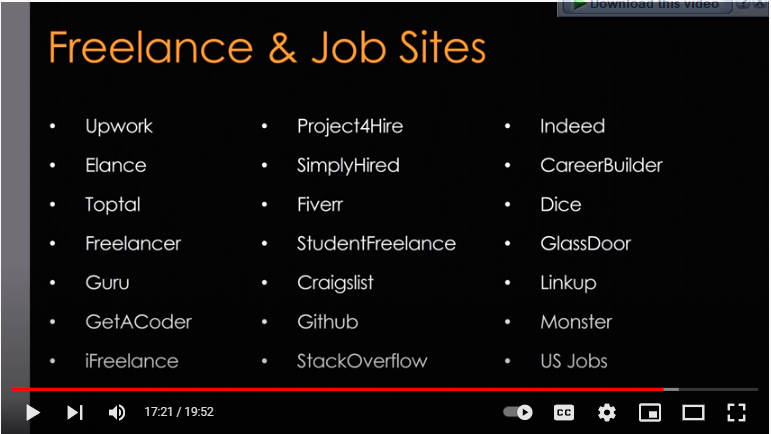 Download this video
Freelance & Job Sites
• Upwork
• Elance
• Toptal
• Freelancer
• Guru
• GetACoder
• iFreelance
• Project4Hire
• SimplyHired
• Fiverr
• StudentFreelance
• Craigslist
• Github
• StackOverflow
• Indeed
• CareerBuilder
• Dice
• GlassDoor
• Linkup
• Monster
• US Jobs
17:21 / 19:52
CC